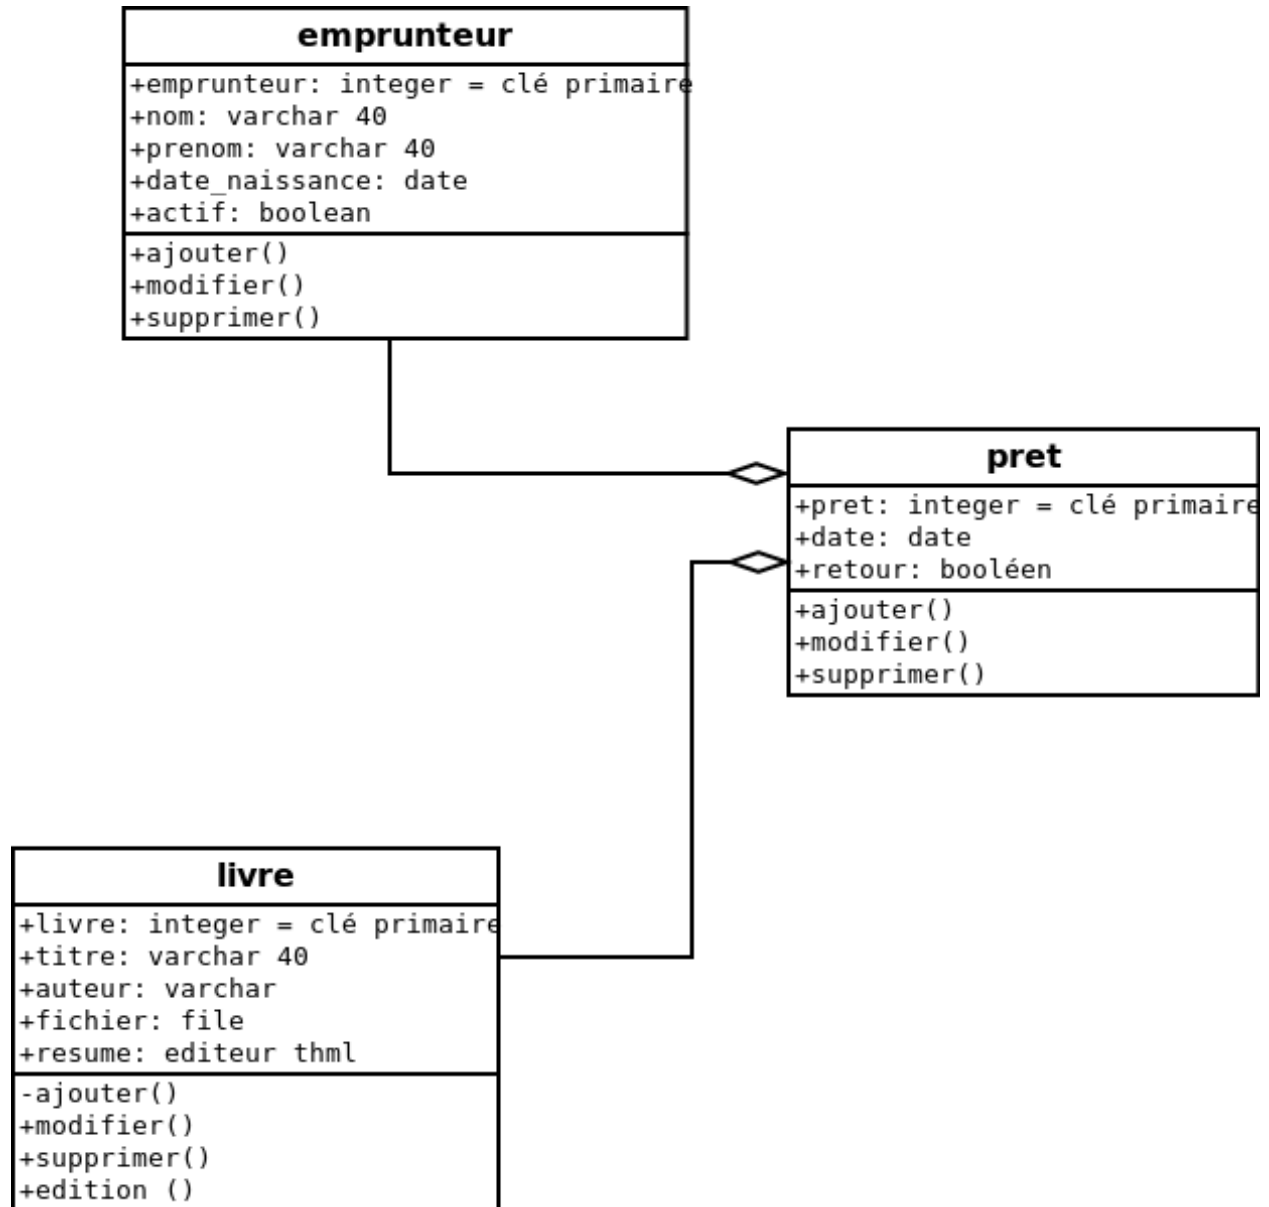 emprunteur
+emprunteur: integer = clé primaire
+nom: varchar 40
+prenom: varchar 40
+date_naissance: date
+actif: boolean
+ajouter()
+modifier()
+supprimer()
pret
+pret: integer = clé primaire
+date: date
+retour: booléen
+ajouter()
+modifier()
+supprimer()
livre
+livre: integer = clé primaire
+titre: varchar 40
+auteur: varchar
+fichier: file
+resume: editeur thml
-ajouter()
+modifier()
+supprimer()
+edition ()